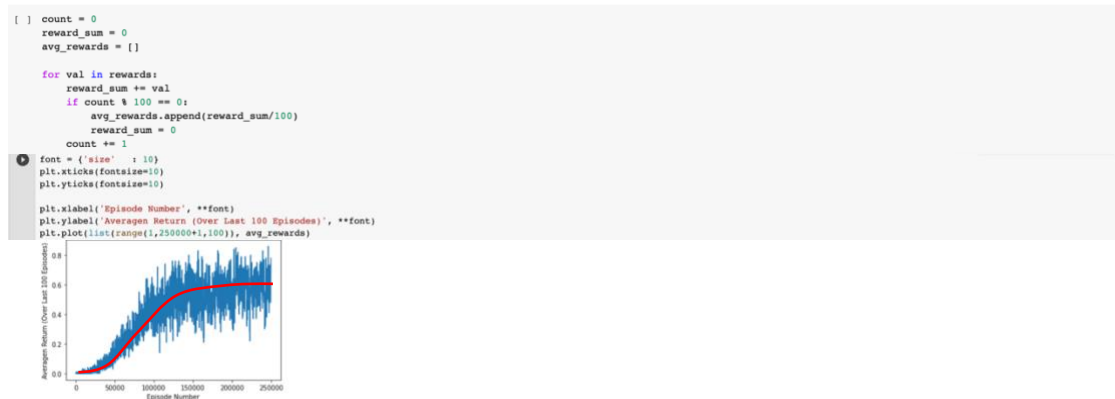 [ ] count = 0
reward_sum = 0
avg_rewards = []
for val in rewards:
reward_sum += val
if count % 100 == 0:
avg_rewards.append(reward_sum/100)
reward_sum = 0
count += 1
font = {'size' : 10}
plt.xticks(fontsize=10)
plt.yticks(fontsize=10)
plt.xlabel('Episode Number', **font)
plt.ylabel('Averagen Return (Over Last 100 Episodes)', **font)
plt.plot(list(range(1,250000+1,100)), avg_rewards)
Averagen Return (Over Last 100 Episodes)
0.8
0.6
0.4
0.2
0.0
0 50000 100000 150000 200000 250000
Episode Number